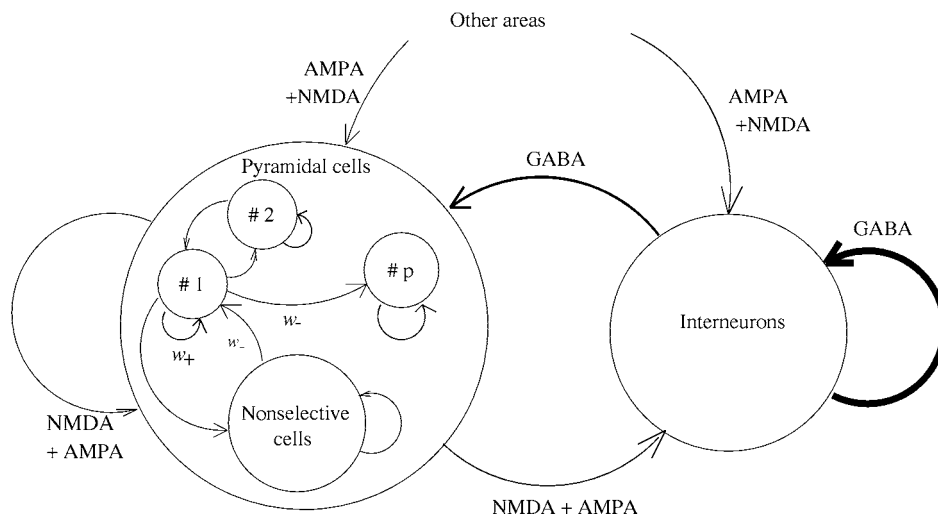 Other areas
AMPA
+NMDA
AMPA
+NMDA
GABA
Pyramidal cells
# 2
GABA
# 1
# p
w-
Interneurons
w+
w-
NMDA
+ AMPA
Nonselective
cells
NMDA + AMPA